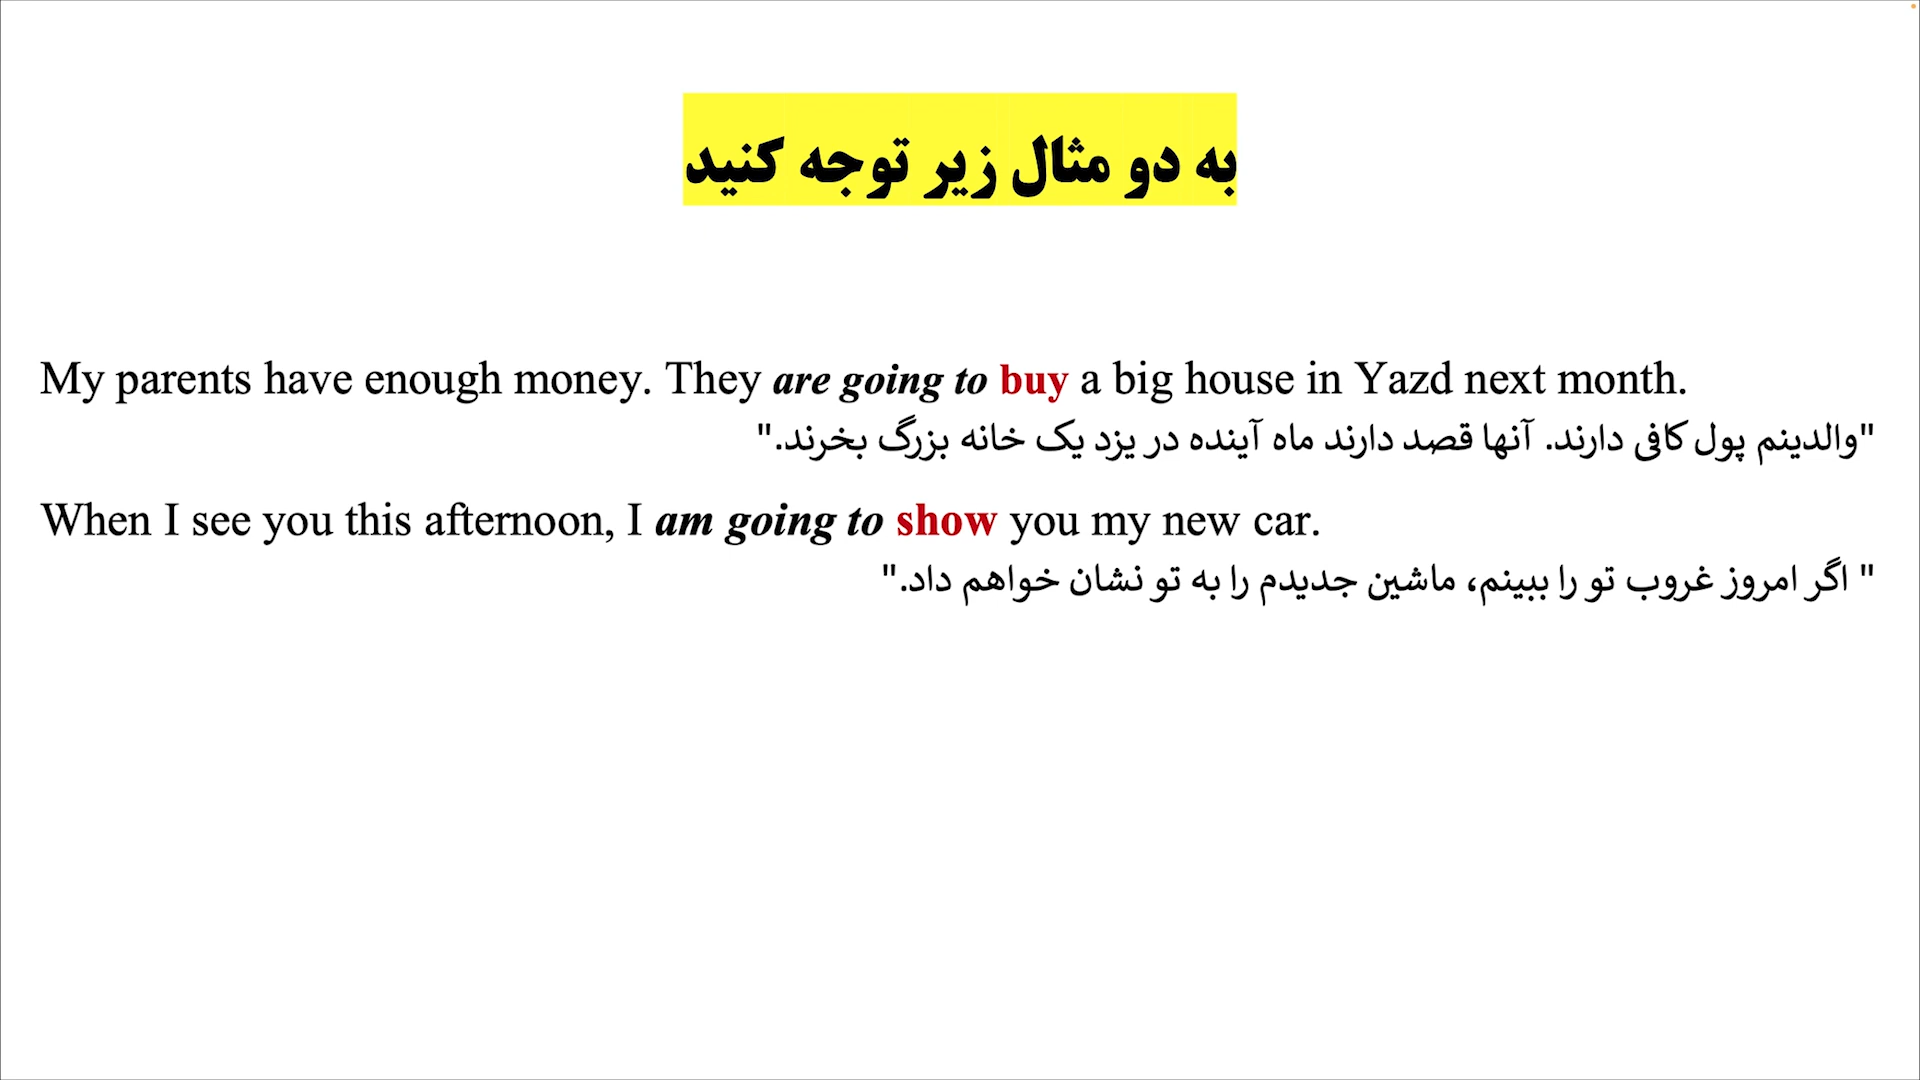 به دو مثال زیر توجه کنید
My parents have enough money. They are going to buy a big house in Yazd next month.
"والدینم پول کافی دارند. آنها قصد دارند ماه آینده در یزد یک خانه بزرگ بخرند."
When I see you this afternoon, I am going to show you my new car.
" اگر امروز غروب تو را ببینم، ماشین جدیدم را به تو نشان خواهم داد."